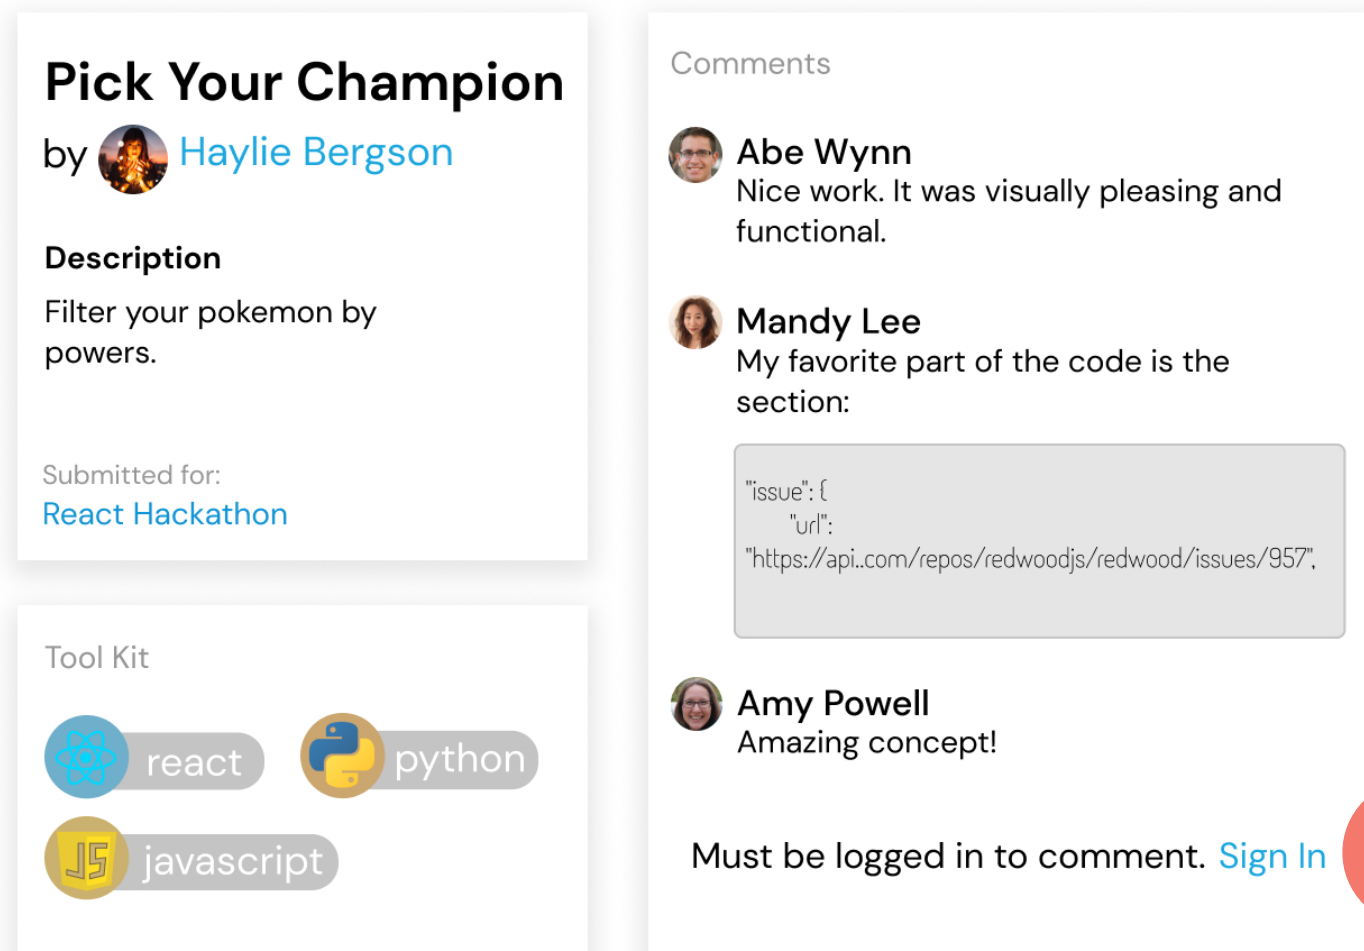 Pick Your Champion
by Haylie Bergson
Description
Filter your pokemon by
powers.
Submitted for:
React Hackathon
Tool Kit
react
python
JS
javascript
Comments
Abe Wynn
Nice work. It was visually pleasing and
functional.
Mandy Lee
My favorite part of the code is the
section:
"issue": {
"url":
"https://api..com/repos/redwoodjs/redwood/issues/957",
Amy Powell
Amazing concept!
Must be logged in to comment. Sign In